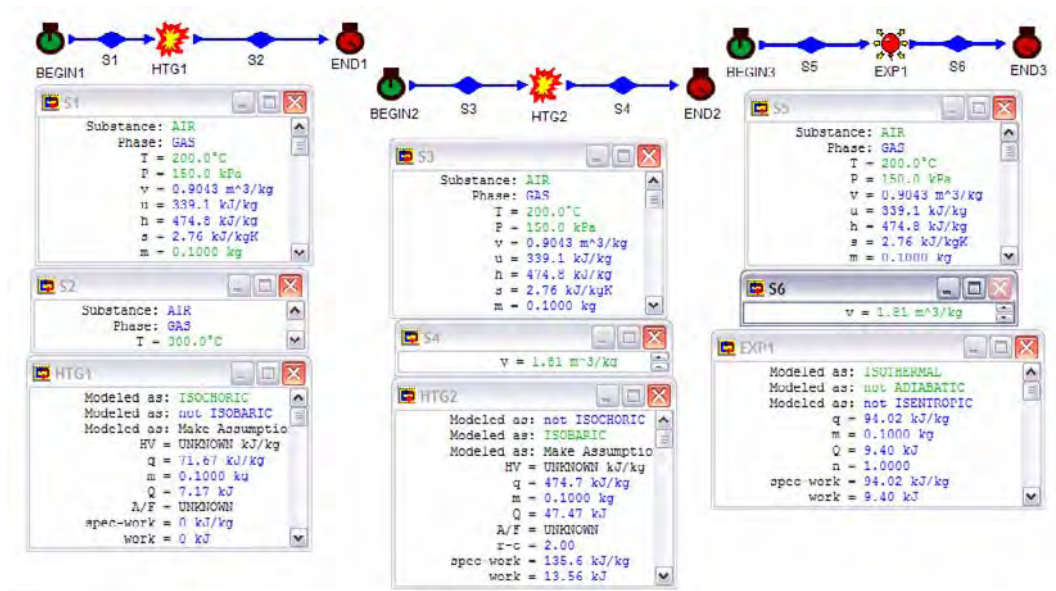 BEGIN1 S1 HTG1 S2 END1
S1
Substance: AIR
Phase: GAS
T = 200.0°C
P = 150.0 kPa
v = 0.9043 m^3/kg
u = 339.1 kJ/kg
h = 474.8 kJ/kg
s = 2.76 kJ/kgK
m = 0.1000 kg
S2
Substance: AIR
Phase: GAS
T = 300.0°C
HTG1
Modeled as: ISOCHORIC
Modeled as: not ISOBARIC
Modeled as: Make Assumptio
HV = UNKNOWN kJ/kg
q = 71.67 kJ/kg
m = 0.1000 kg
Q = 7.17 kJ
A/F = UNKNOWN
spec-work = 0 kJ/kg
work = 0 kJ
BEGIN2 S3 HTG2 S4 END2
S3
Substance: AIR
Phase: GAS
T = 200.0°C
P = 150.0 kPa
v = 0.9043 m^3/kg
u = 339.1 kJ/kg
h = 474.8 kJ/kg
s = 2.76 kJ/kgK
m = 0.1000 kg
S4
v = 1.81 m^3/kg
HTG2
Modeled as: not ISOCHORIC
Modeled as: ISOBARIC
Modeled as: Make Assumptio
HV = UNKNOWN kJ/kg
q = 474.7 kJ/kg
m = 0.1000 kg
Q = 47.47 kJ
A/F = UNKNOWN
r-c = 2.00
spec-work = 135.6 kJ/kg
work = 13.56 kJ
BEGIN3 S5 EXP1 S6 END3
S5
Substance: AIR
Phase: GAS
T = 200.0°C
P = 150.0 kPa
v = 0.9043 m^3/kg
u = 339.1 kJ/kg
h = 474.8 kJ/kg
s = 2.76 kJ/kgK
m = 0.1000 kg
S6
v = 1.81 m^3/kg
EXP1
Modeled as: ISOTHERMAL
Modeled as: not ADIABATIC
Modeled as: not ISENTROPIC
q = 94.02 kJ/kg
m = 0.1000 kg
Q = 9.40 kJ
n = 1.0000
spec-work = 94.02 kJ/kg
work = 9.40 kJ